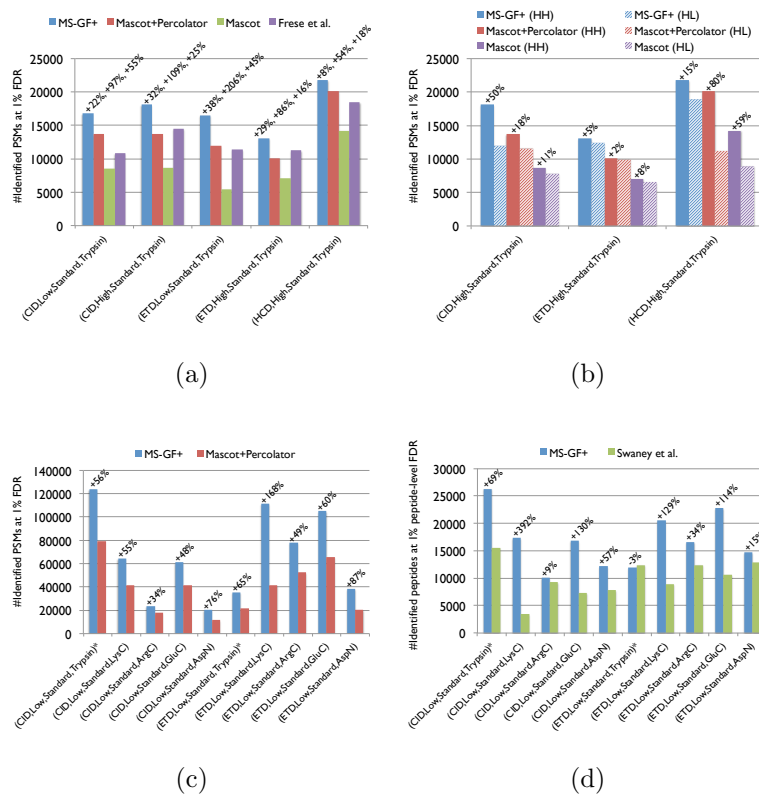 MS-GF+ Mascot+Percolator Mascot Frese et al.
#Identified PSMs at 1% FDR
25000
20000
15000
10000
5000
0
+22%, +97%, +55%
+32%, +109%, +25%
+38%, +206%, +45%
+29%, +86%, +16%
+8%, +54%, +18%
(CID,Low,Standard,Trypsin)
(CID,High,Standard,Trypsin)
(ETD,Low,Standard,Trypsin)
(ETD,High,Standard,Trypsin)
(HCD,High,Standard,Trypsin)
(a)
MS-GF+ (HH) MS-GF+ (HL)
Mascot+Percolator (HH) Mascot+Percolator (HL)
Mascot (HH) Mascot (HL)
#Identified PSMs at 1% FDR
25000
20000
15000
10000
5000
0
+50%
+18%
+11%
+5%
+2%
+8%
+15%
+80%
+59%
(CID,High,Standard,Trypsin)
(ETD,High,Standard,Trypsin)
(HCD,High,Standard,Trypsin)
(b)
MS-GF+ Mascot+Percolator
#Identified PSMs at 1% FDR
140000
120000
100000
80000
60000
40000
20000
0
+56%
+55%
+34%
+48%
+76%
+65%
+168%
+49%
+60%
+87%
(CID,Low,Standard,Trypsin)*
(CID,Low,Standard,LysC)
(CID,Low,Standard,ArgC)
(CID,Low,Standard,GluC)
(CID,Low,Standard,AspN)
(ETD,Low,Standard,Trypsin)*
(ETD,Low,Standard,LysC)
(ETD,Low,Standard,ArgC)
(ETD,Low,Standard,GluC)
(ETD,Low,Standard,AspN)
(c)
MS-GF+ Swaney et al.
#Identified peptides at 1% peptide-level FDR
30000
25000
20000
15000
10000
5000
0
+69%
+392%
+9%
+130%
+57%
-3%
+129%
+34%
+114%
+15%
(CID,Low,Standard,Trypsin)*
(CID,Low,Standard,LysC)
(CID,Low,Standard,ArgC)
(CID,Low,Standard,GluC)
(CID,Low,Standard,AspN)
(ETD,Low,Standard,Trypsin)*
(ETD,Low,Standard,LysC)
(ETD,Low,Standard,ArgC)
(ETD,Low,Standard,GluC)
(ETD,Low,Standard,AspN)
(d)